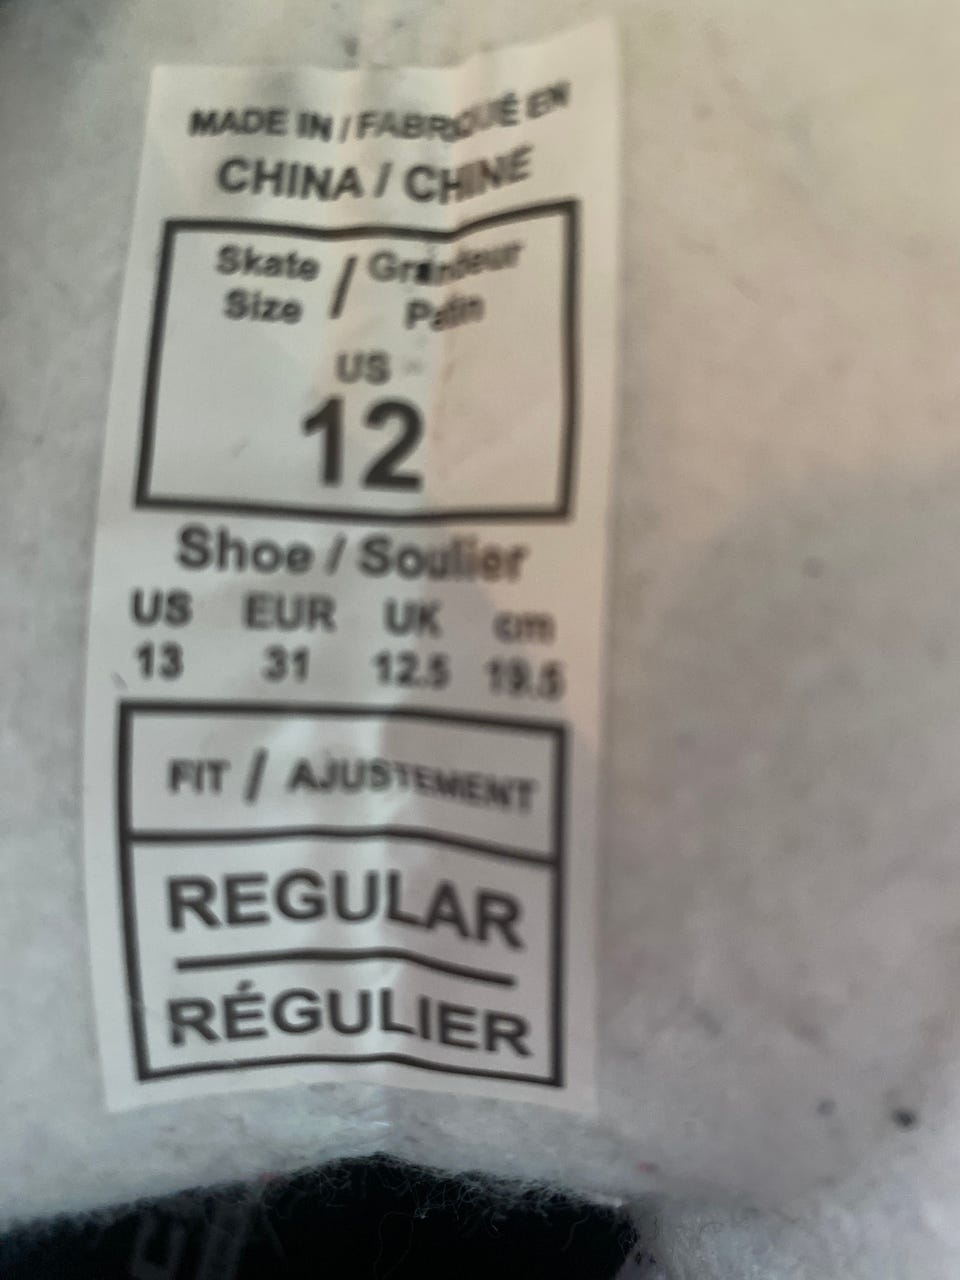 MADE IN / FABRIQUÉ EN
CHINA / CHINE
Skate / Grandeur
Size Patin
US
12
Shoe / Soulier
US EUR UK cm
13 31 12.5 19.5
FIT / AJUSTEMENT
REGULAR
RÉGULIER